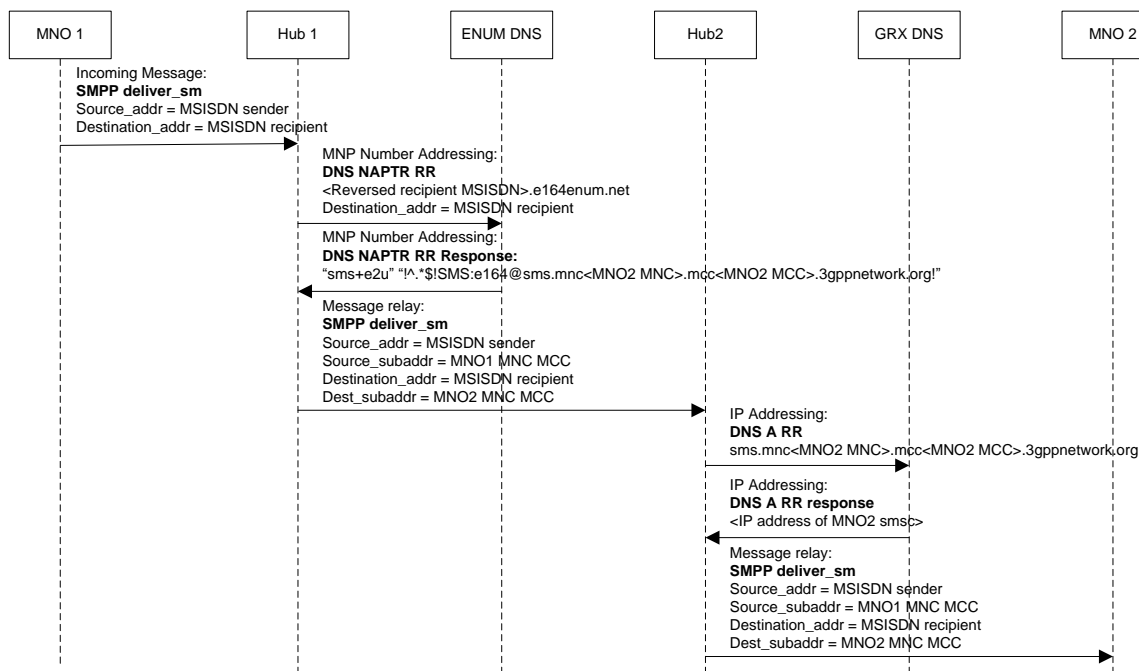 MNO 1
Hub 1
ENUM DNS
Hub2
GRX DNS
MNO 2
Incoming Message:
SMPP deliver_sm
Source_addr = MSISDN sender
Destination_addr = MSISDN recipient
MNP Number Addressing:
DNS NAPTR RR
<Reversed recipient MSISDN>.e164enum.net
Destination_addr = MSISDN recipient
MNP Number Addressing:
DNS NAPTR RR Response:
“sms+e2u” “!^.*$!SMS:e164@sms.mnc<MNO2 MNC>.mcc<MNO2 MCC>.3gppnetwork.org!”
Message relay:
SMPP deliver_sm
Source_addr = MSISDN sender
Source_subaddr = MNO1 MNC MCC
Destination_addr = MSISDN recipient
Dest_subaddr = MNO2 MNC MCC
IP Addressing:
DNS A RR
sms.mnc<MNO2 MNC>.mcc<MNO2 MCC>.3gppnetwork.org
IP Addressing:
DNS A RR response
<IP address of MNO2 smsc>
Message relay:
SMPP deliver_sm
Source_addr = MSISDN sender
Source_subaddr = MNO1 MNC MCC
Destination_addr = MSISDN recipient
Dest_subaddr = MNO2 MNC MCC